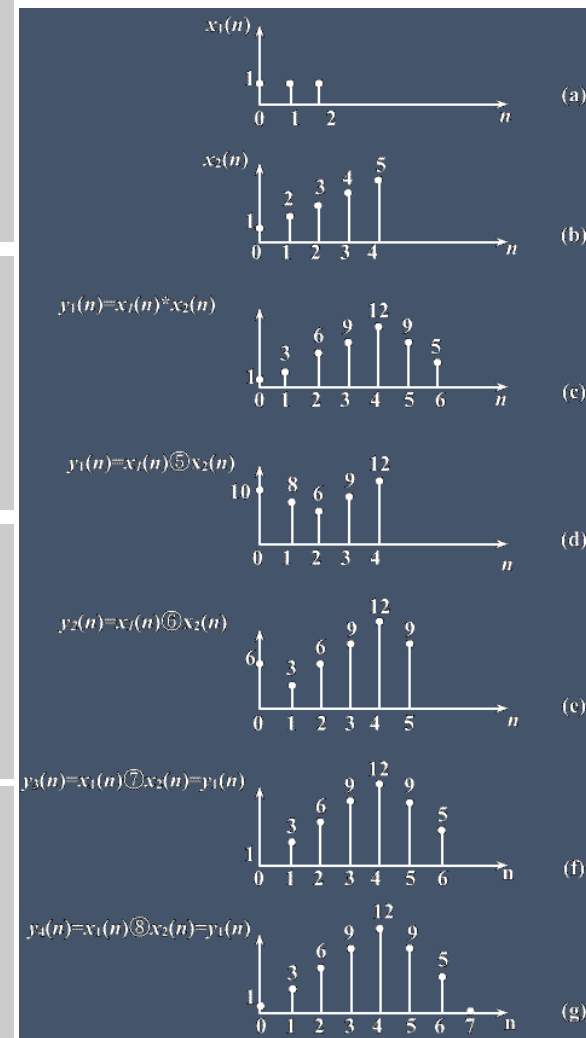 x₁(n)
1
0 1 2 n
(a)
x₂(n)
1 2 3 4 5
0 1 2 3 4 n
(b)
y₁(n)=x₁(n)*x₂(n)
1 3 6 9 12 9 5
0 1 2 3 4 5 6 n
(c)
y₁(n)=x₁(n)⑤x₂(n)
10 8 6 9 12
0 1 2 3 4 n
(d)
y₂(n)=x₁(n)⑥x₂(n)
6 3 6 9 12 9
0 1 2 3 4 5 n
(e)
y₃(n)=x₁(n)⑦x₂(n)=y₁(n)
1 3 6 9 12 9 5
0 1 2 3 4 5 6 n
(f)
y₄(n)=x₁(n)⑧x₂(n)=y₁(n)
1 3 6 9 12 9 5
0 1 2 3 4 5 6 7 n
(g)